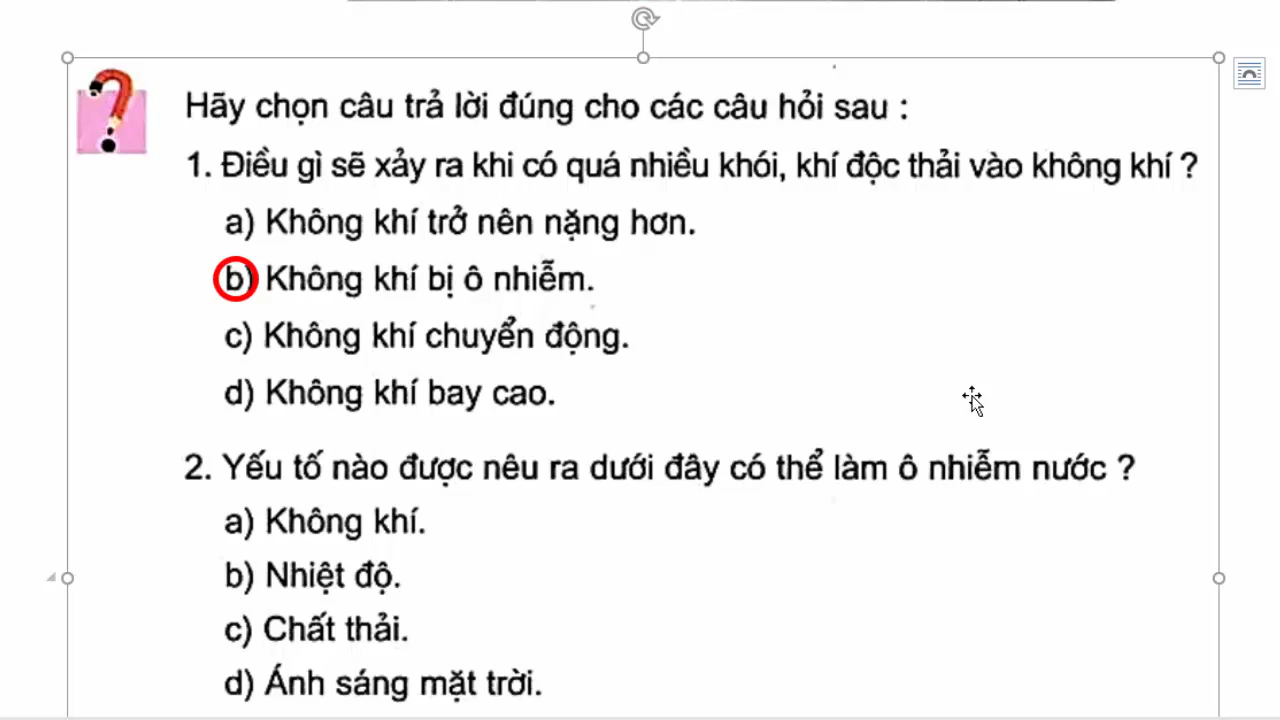 Hãy chọn câu trả lời đúng cho các câu hỏi sau :
1. Điều gì sẽ xảy ra khi có quá nhiều khói, khí độc thải vào không khí ?
a) Không khí trở nên nặng hơn.
b) Không khí bị ô nhiễm.
c) Không khí chuyển động.
d) Không khí bay cao.
2. Yếu tố nào được nêu ra dưới đây có thể làm ô nhiễm nước ?
a) Không khí.
b) Nhiệt độ.
c) Chất thải.
d) Ánh sáng mặt trời.